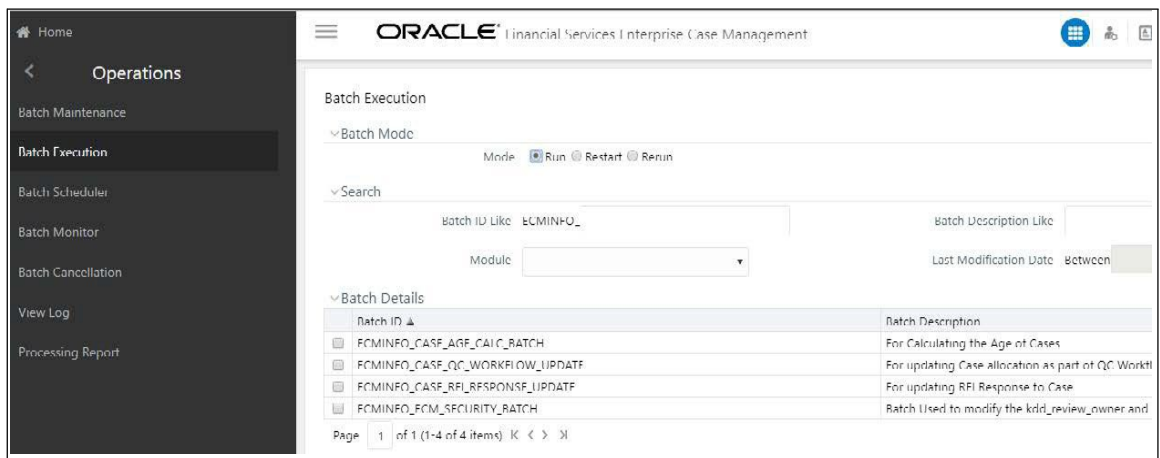 Home
ORACLE Financial Services Enterprise Case Management
Operations
Batch Maintenance
Batch Execution
Batch Scheduler
Batch Monitor
Batch Cancellation
View Log
Processing Report
Batch Execution
Batch Mode
Mode Run Restart Rerun
Search
Batch ID Like ECMINFO_ Batch Description Like
Module Last Modification Date Between
Batch Details
Batch ID Batch Description
ECMINFO_CASE_AGE_CALC_BATCH For Calculating the Age of Cases
ECMINFO_CASE_QC_WORKFLOW_UPDATE For updating Case allocation as part of QC Workfl
ECMINFO_CASE_RFI_RESPONSE_UPDATE For updating RFI Response to Case
ECMINFO_ECM_SECURITY_BATCH Batch Used to modify the kdd_review_owner and
Page 1 of 1 (1-4 of 4 items)